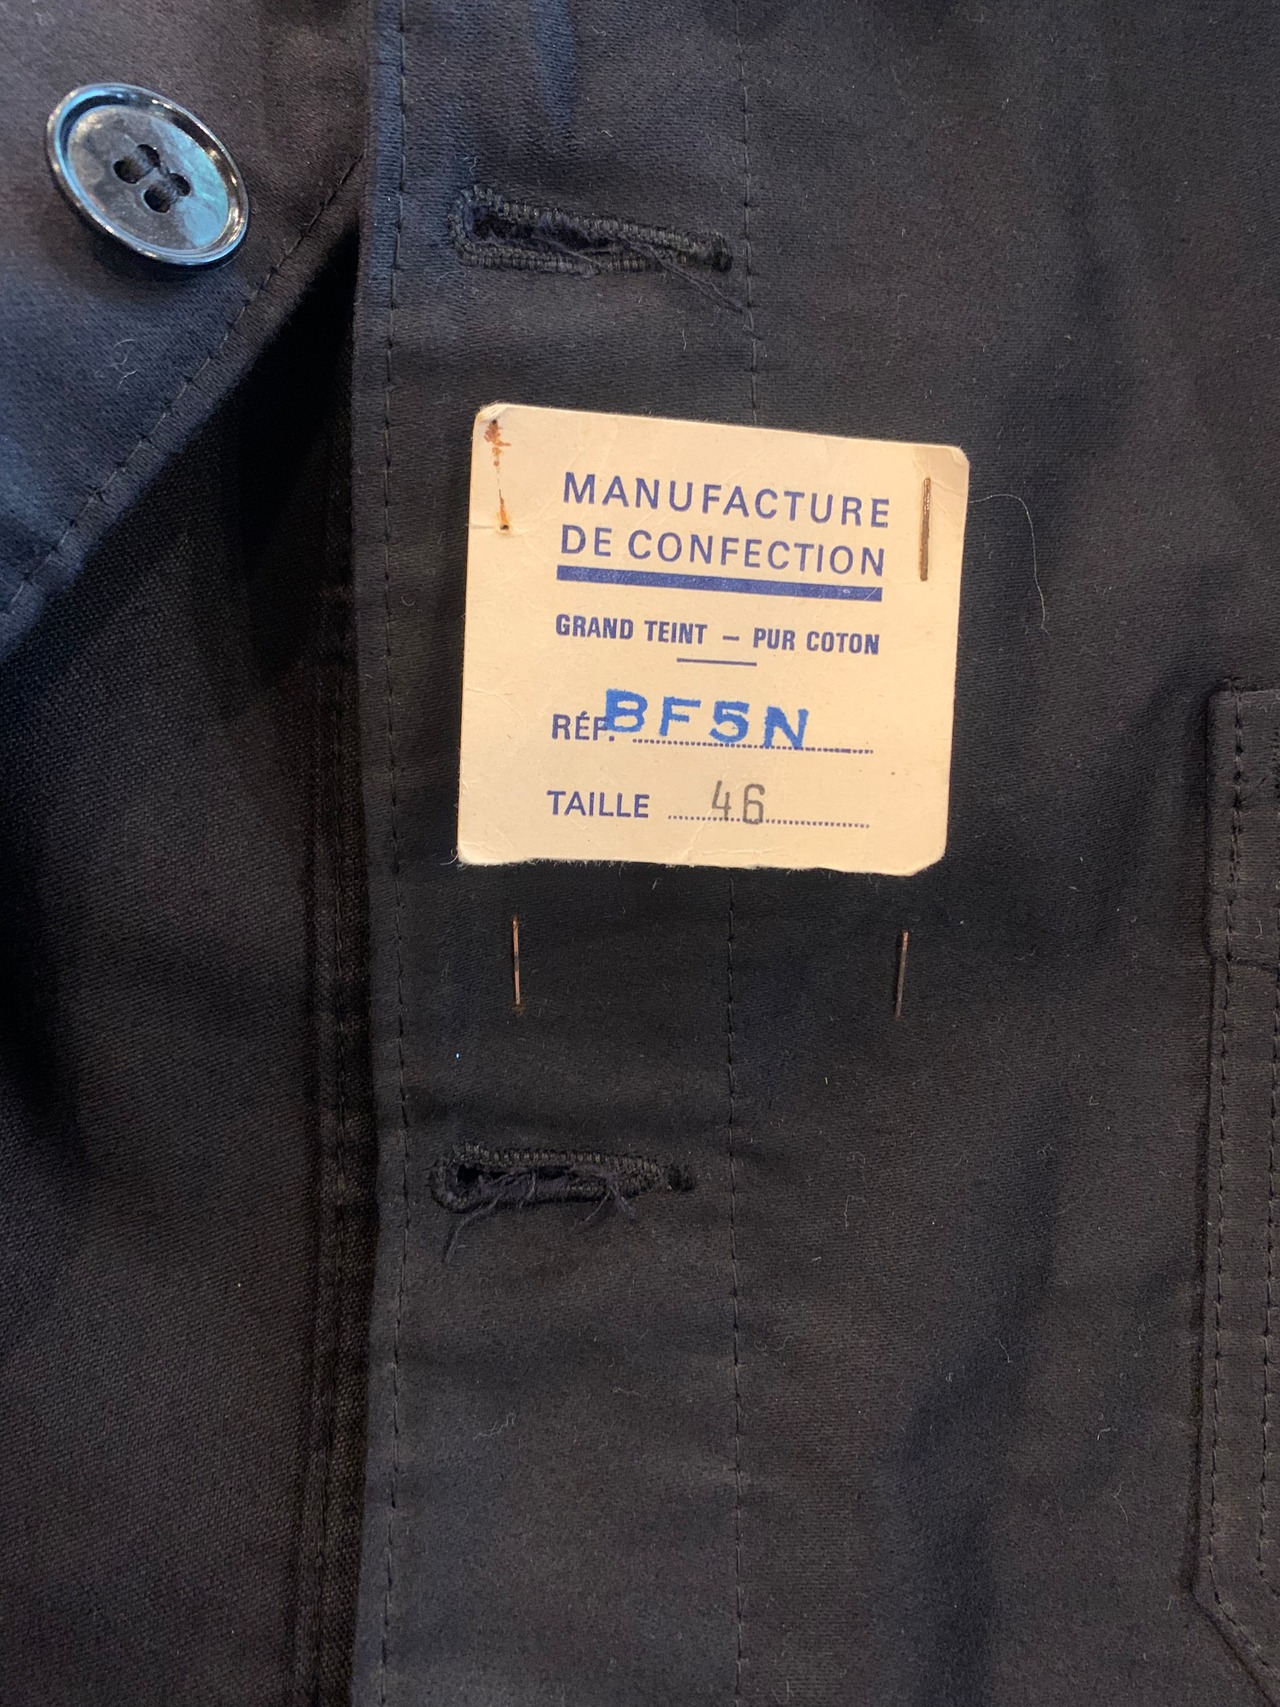 MANUFACTURE
DE CONFECTION
GRAND TEINT – PUR COTON
RÉF. BF5N
TAILLE 46